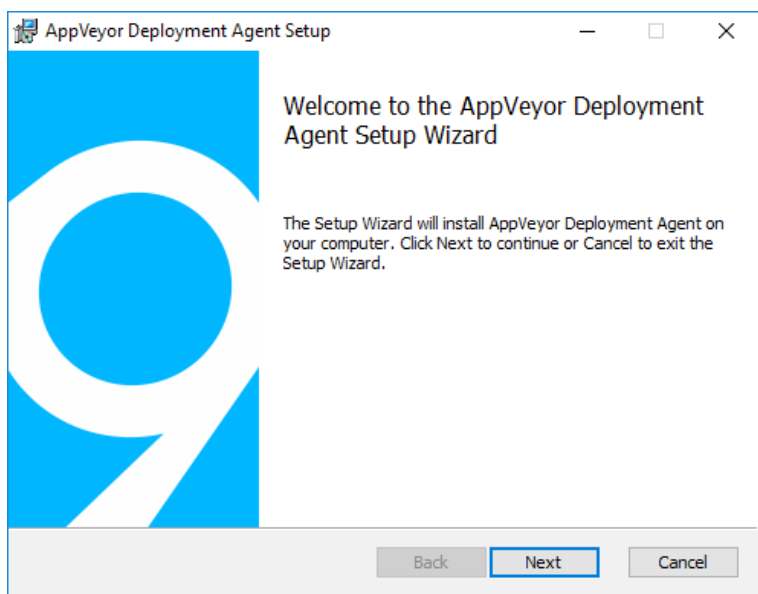 AppVeyor Deployment Agent Setup
Welcome to the AppVeyor Deployment
Agent Setup Wizard
The Setup Wizard will install AppVeyor Deployment Agent on
your computer. Click Next to continue or Cancel to exit the
Setup Wizard.
Back Next Cancel